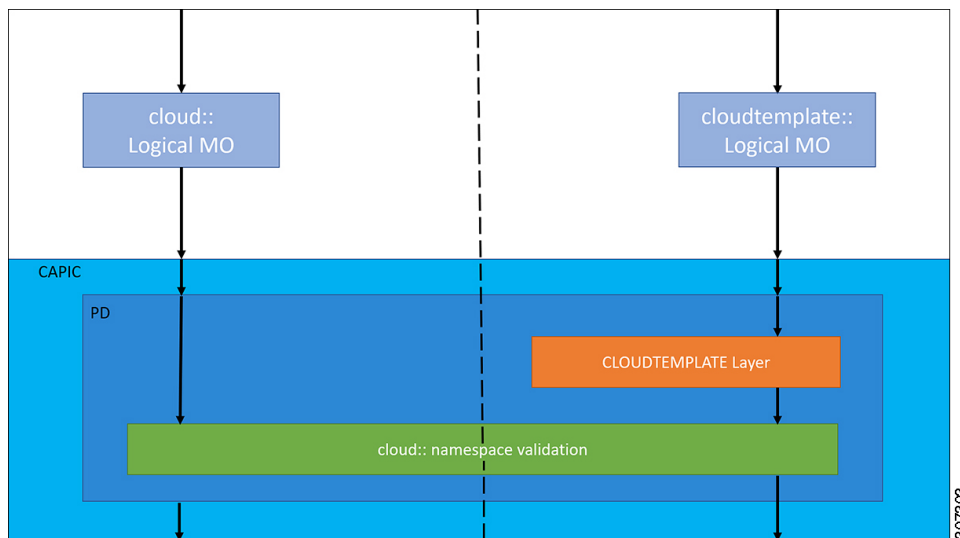 cloud::
Logical MO
cloudtemplate::
Logical MO
CAPIC
PD
CLOUDTEMPLATE Layer
cloud:: namespace validation